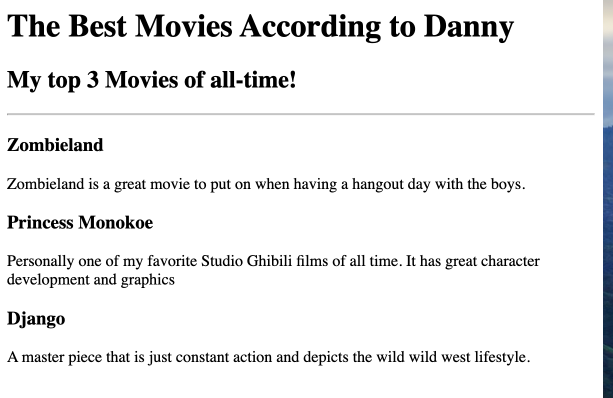 The Best Movies According to Danny
My top 3 Movies of all-time!
Zombieland
Zombieland is a great movie to put on when having a hangout day with the boys.
Princess Monokoe
Personally one of my favorite Studio Ghibili films of all time. It has great character
development and graphics
Django
A master piece that is just constant action and depicts the wild wild west lifestyle.